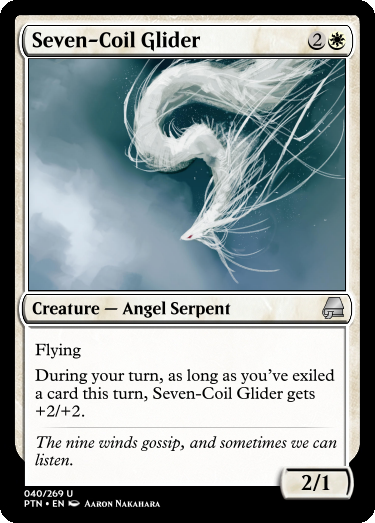 Seven-Coil Glider 2
Creature — Angel Serpent
Flying
During your turn, as long as you've exiled
a card this turn, Seven-Coil Glider gets
+2/+2.
The nine winds gossip, and sometimes we can
listen.
2/1
040/269 U
PTN • EN Aaron Nakahara